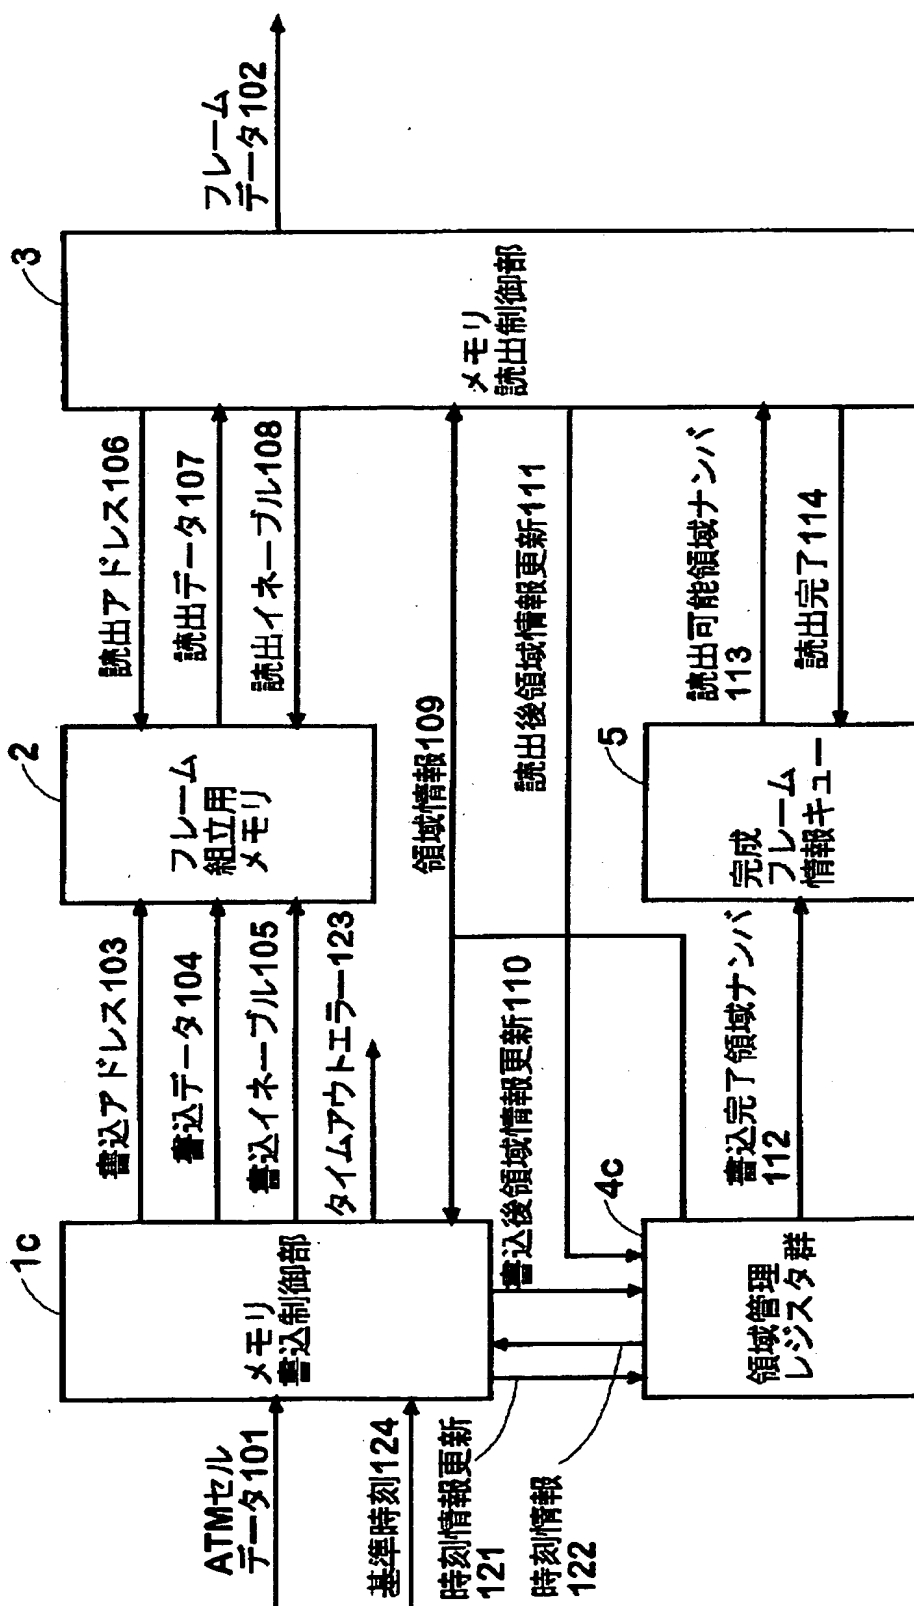 ATMセル
データ101
基準時刻124
時刻情報更新
121
時刻情報
122
1c
メモリ
書込制御部
書込アドレス103
書込データ104
書込イネーブル105
タイムアウトエラー123
書込後領域情報更新110
4c
領域管理
レジスタ群
書込完了領域ナンバ
112
2
フレーム
組立用
メモリ
領域情報109
5
完成
フレーム
情報キュー
読出アドレス106
読出データ107
読出イネーブル108
読出後領域情報更新111
読出可能領域ナンバ
113
読出完了114
3
メモリ
読出制御部
フレーム
データ102